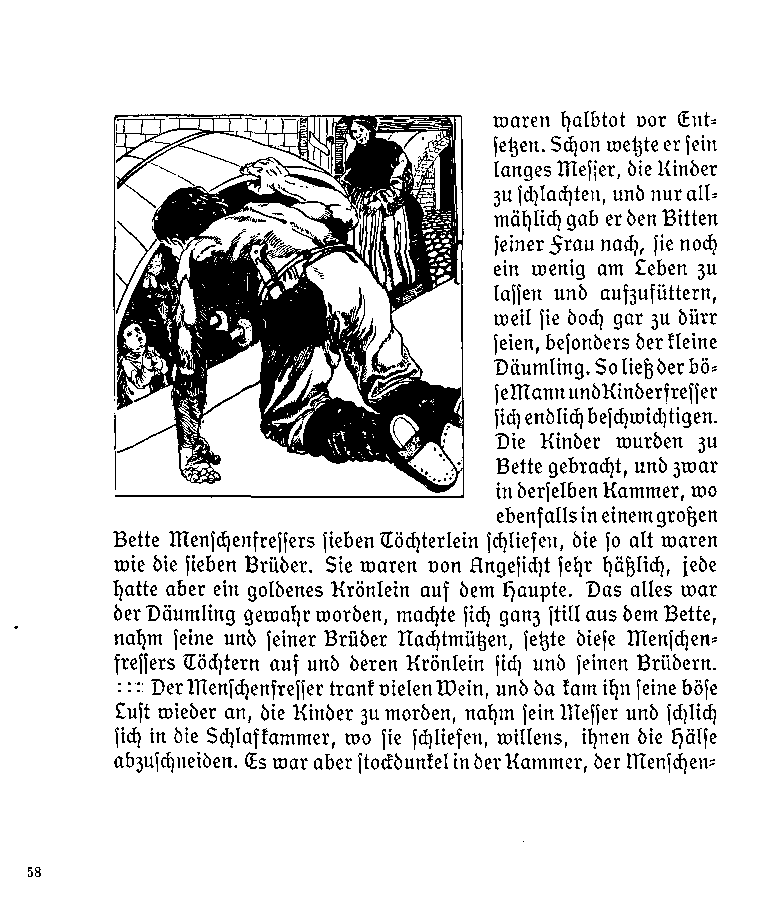 waren halbtot vor Ent=
setzen. Schon wetzte er sein
langes Messer, die Kinder
zu schlachten, und nur all=
mählich gab er den Bitten
seiner Frau nach, sie noch
ein wenig am Leben zu
lassen und aufzufüttern,
weil sie doch gar zu dürr
seien, besonders der kleine
Däumling. So ließ der bö=
se Mann und Kinderfresser
sich endlich beschwichtigen.
Die Kinder wurden zu
Bette gebracht, und zwar
in derselben Kammer, wo
ebenfalls in einem großen
Bette Menschenfressers sieben Töchterlein schliefen, die so alt waren
wie die sieben Brüder. Sie waren von Angesicht sehr häßlich, jede
hatte aber ein goldenes Krönlein auf dem Haupte. Das alles war
der Däumling gewahr worden, machte sich ganz still aus dem Bette,
nahm seine und seiner Brüder Nachtmützen, setzte diese Menschen=
fressers Töchtern auf und deren Krönlein sich und seinen Brüdern.
::: Der Menschenfresser trank vielen Wein, und da kam ihn seine böse
Lust wieder an, die Kinder zu morden, nahm sein Messer und schlich
sich in die Schlafkammer, wo sie schliefen, willens, ihnen die Hälse
abzuschneiden. Es war aber stockdunkel in der Kammer, der Menschen=
58